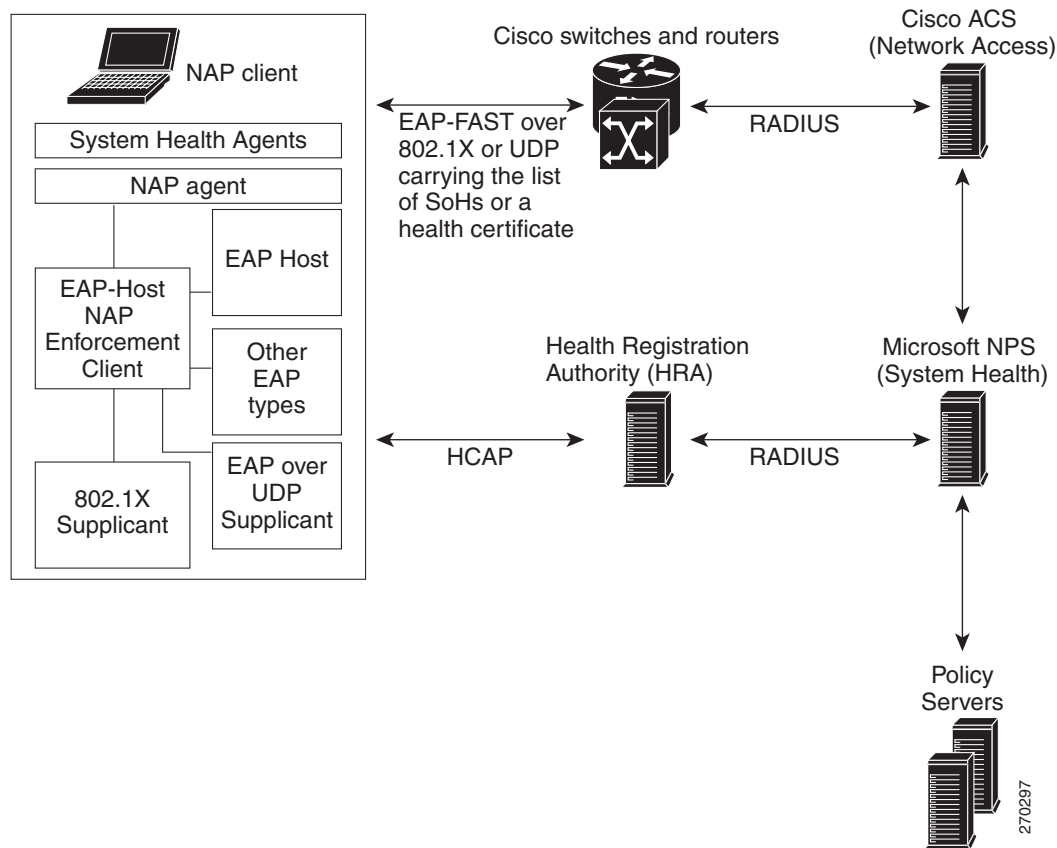 NAP client
System Health Agents
NAP agent
EAP Host
EAP-Host
NAP
Enforcement
Client
Other
EAP
types
802.1X
Supplicant
EAP over
UDP
Supplicant
Cisco switches and routers
EAP-FAST over
802.1X or UDP
carrying the list
of SoHs or a
health certificate
RADIUS
Cisco ACS
(Network Access)
Health Registration
Authority (HRA)
HCAP
RADIUS
Microsoft NPS
(System Health)
Policy
Servers
270297